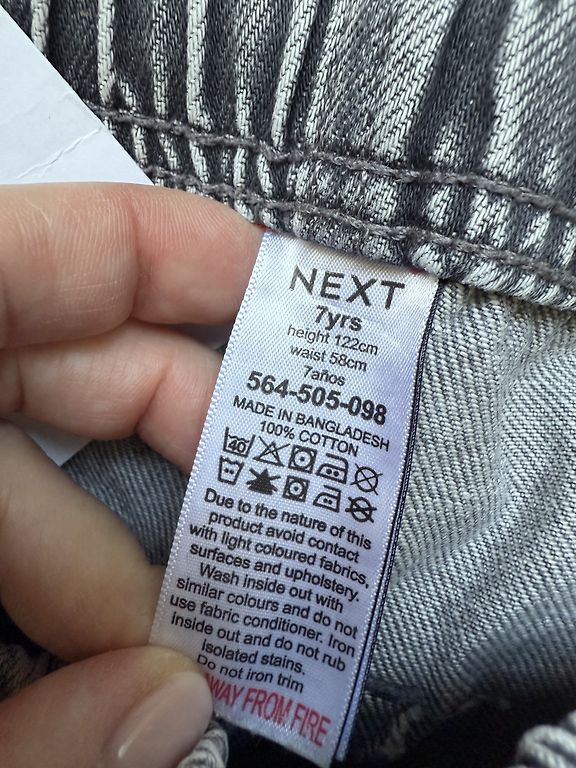 NEXT
7yrs
height 122cm
waist 58cm
7años
564-505-098
MADE IN BANGLADESH
100% COTTON
Due to the nature of this
product avoid contact
with light coloured fabrics,
surfaces and upholstery.
Wash inside out with
similar colours and do not
use fabric conditioner. Iron
inside out and do not rub
isolated stains.
Do not iron trim
AWAY FROM FIRE